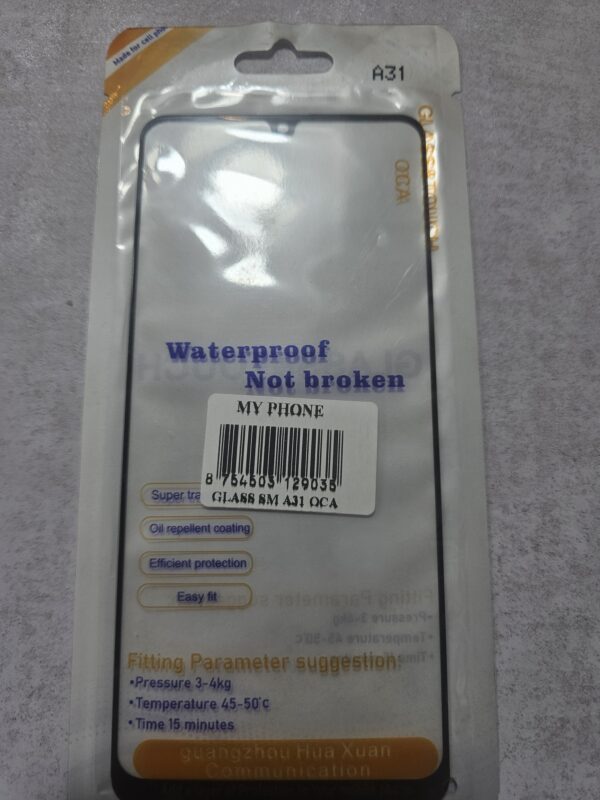 Made for cell pho
A31
GLASS+TOUCH
OCA
Waterproof
Not broken
MY PHONE
8 754503 129035
GLASS SM A31 OCA
Super tra
Oil repellent coating
Efficient protection
Easy fit
Fitting Parameter suggestion:
•Pressure 3-4kg
•Temperature 45-50°c
•Time 15 minutes
guangzhou Hua Xuan
Communication